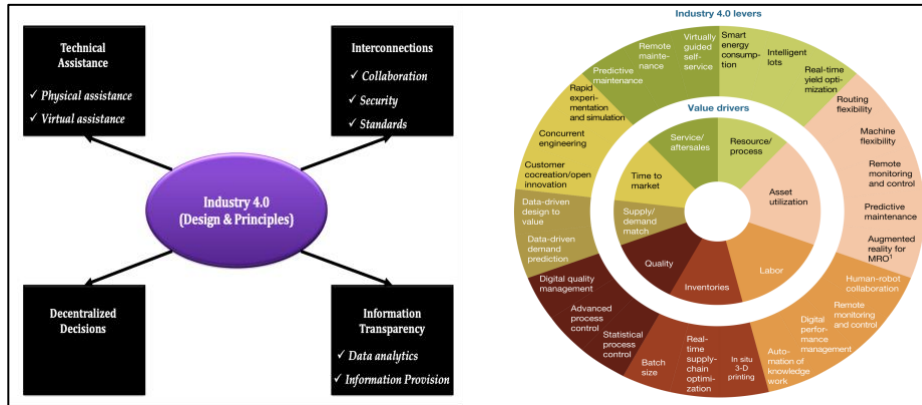 Technical
Assistance
✓ Physical assistance
✓ Virtual assistance
Interconnections
✓ Collaboration
✓ Security
✓ Standards
Industry 4.0
(Design & Principles)
Decentralized
Decisions
Information
Transparency
✓ Data analytics
✓ Information Provision
Industry 4.0 levers
Smart
energy
consump-
tion
Intelligent
lots
Real-time
yield opti-
mization
Routing
flexibility
Machine
flexibility
Remote
monitoring
and control
Predictive
maintenance
Augmented
reality for
MRO¹
Human-robot
collaboration
Remote
monitoring
and control
Digital
perfor-
mance
management
Auto-
mation of
knowledge
work
In situ
3-D
printing
Real-
time
supply-
chain
optimi-
zation
Batch
size
Statistical
process
control
Advanced
process
control
Digital quality
management
Data-driven
demand
prediction
Data-driven
design to
value
Customer
cocreation/open
innovation
Concurrent
engineering
Rapid
experi-
mentation
and simulation
Predictive
maintenance
Remote
mainte-
nance
Virtually
guided
self-
service
Value drivers
Resource/
process
Asset
utilization
Labor
Inventories
Quality
Supply/
demand
match
Time to
market
Service/
aftersales